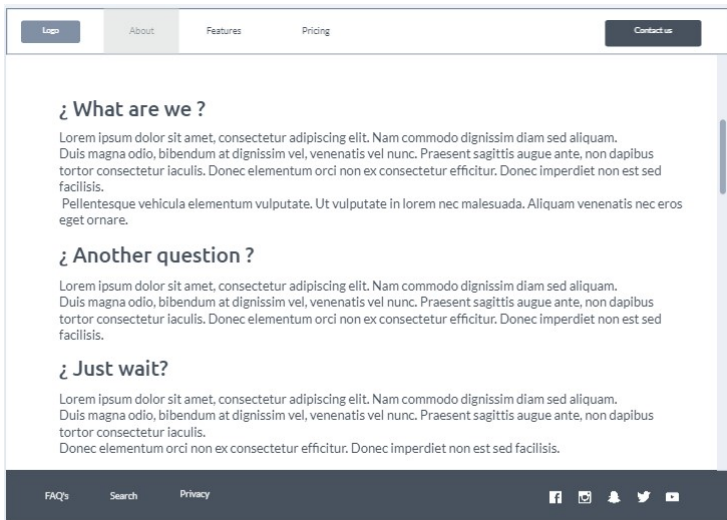 Logo
About
Features
Pricing
Contact us
¿ What are we ?
Lorem ipsum dolor sit amet, consectetur adipiscing elit. Nam commodo dignissim diam sed aliquam.
Duis magna odio, bibendum at dignissim vel, venenatis vel nunc. Praesent sagittis augue ante, non dapibus
tortor consectetur iaculis. Donec elementum orci non ex consectetur efficitur. Donec imperdiet non est sed
facilisis.
Pellentesque vehicula elementum vulputate. Ut vulputate in lorem nec malesuada. Aliquam venenatis nec eros
eget ornare.
¿ Another question ?
Lorem ipsum dolor sit amet, consectetur adipiscing elit. Nam commodo dignissim diam sed aliquam.
Duis magna odio, bibendum at dignissim vel, venenatis vel nunc. Praesent sagittis augue ante, non dapibus
tortor consectetur iaculis. Donec elementum orci non ex consectetur efficitur. Donec imperdiet non est sed
facilisis.
¿ Just wait?
Lorem ipsum dolor sit amet, consectetur adipiscing elit. Nam commodo dignissim diam sed aliquam.
Duis magna odio, bibendum at dignissim vel, venenatis vel nunc. Praesent sagittis augue ante, non dapibus
tortor consectetur iaculis.
Donec elementum orci non ex consectetur efficitur. Donec imperdiet non est sed facilisis.
FAQ's
Search
Privacy